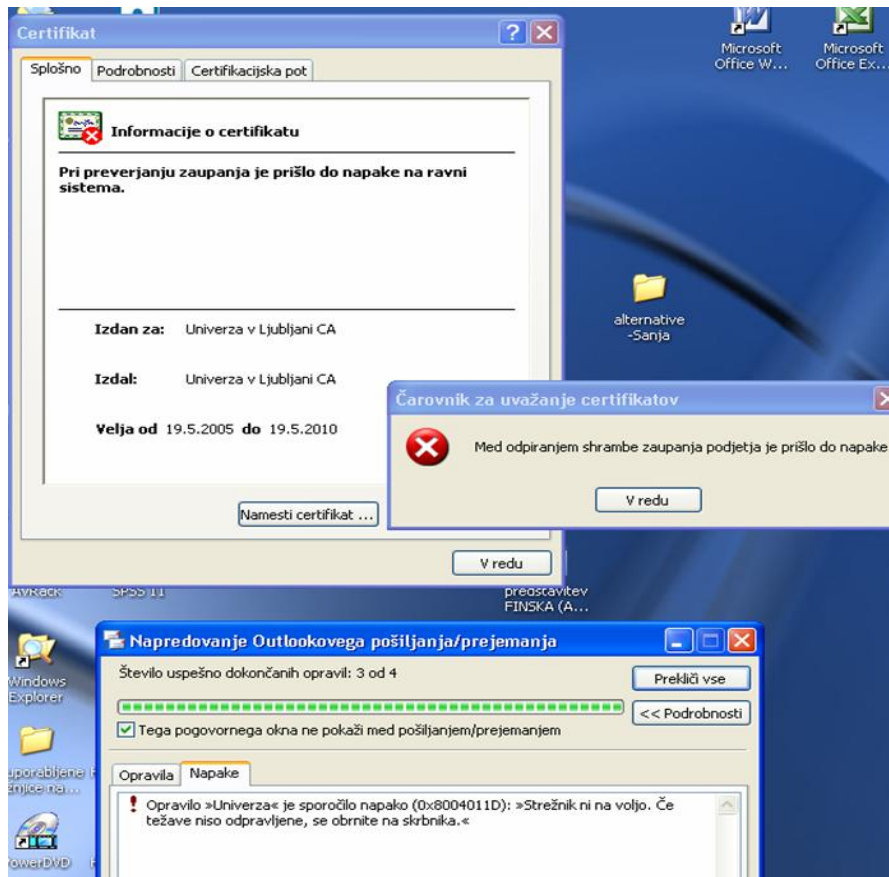 Certifikat
Microsoft
Office W...
Microsoft
Office Ex...
Splošno
Podrobnosti
Certifikacijska pot
Informacije o certifikatu
Pri preverjanju zaupanja je prišlo do napake na ravni
sistema.
alternative
-Sanja
Izdan za: Univerza v Ljubljani CA
Izdal: Univerza v Ljubljani CA
Velja od 19.5.2005 do 19.5.2010
Čarovnik za uvažanje certifikatov
Med odpiranjem shrambe zaupanja podjetja je prišlo do napake
V redu
Namesti certifikat ...
V redu
AvRack
SPSS 11
predstavitev
FINSKA (A...
Napredovanje Outlookovega pošiljanja/prejemanja
Število uspešno dokončanih opravil: 3 od 4
Prekliči vse
<< Podrobnosti
Tega pogovornega okna ne pokaži med pošiljanjem/prejemanjem
Windows
Explorer
Opravila
Napake
Opravilo »Univerza« je sporočilo napako (0x8004011D): »Strežnik ni na voljo. Če
težave niso odpravljene, se obrnite na skrbnika.«
PowerDVD